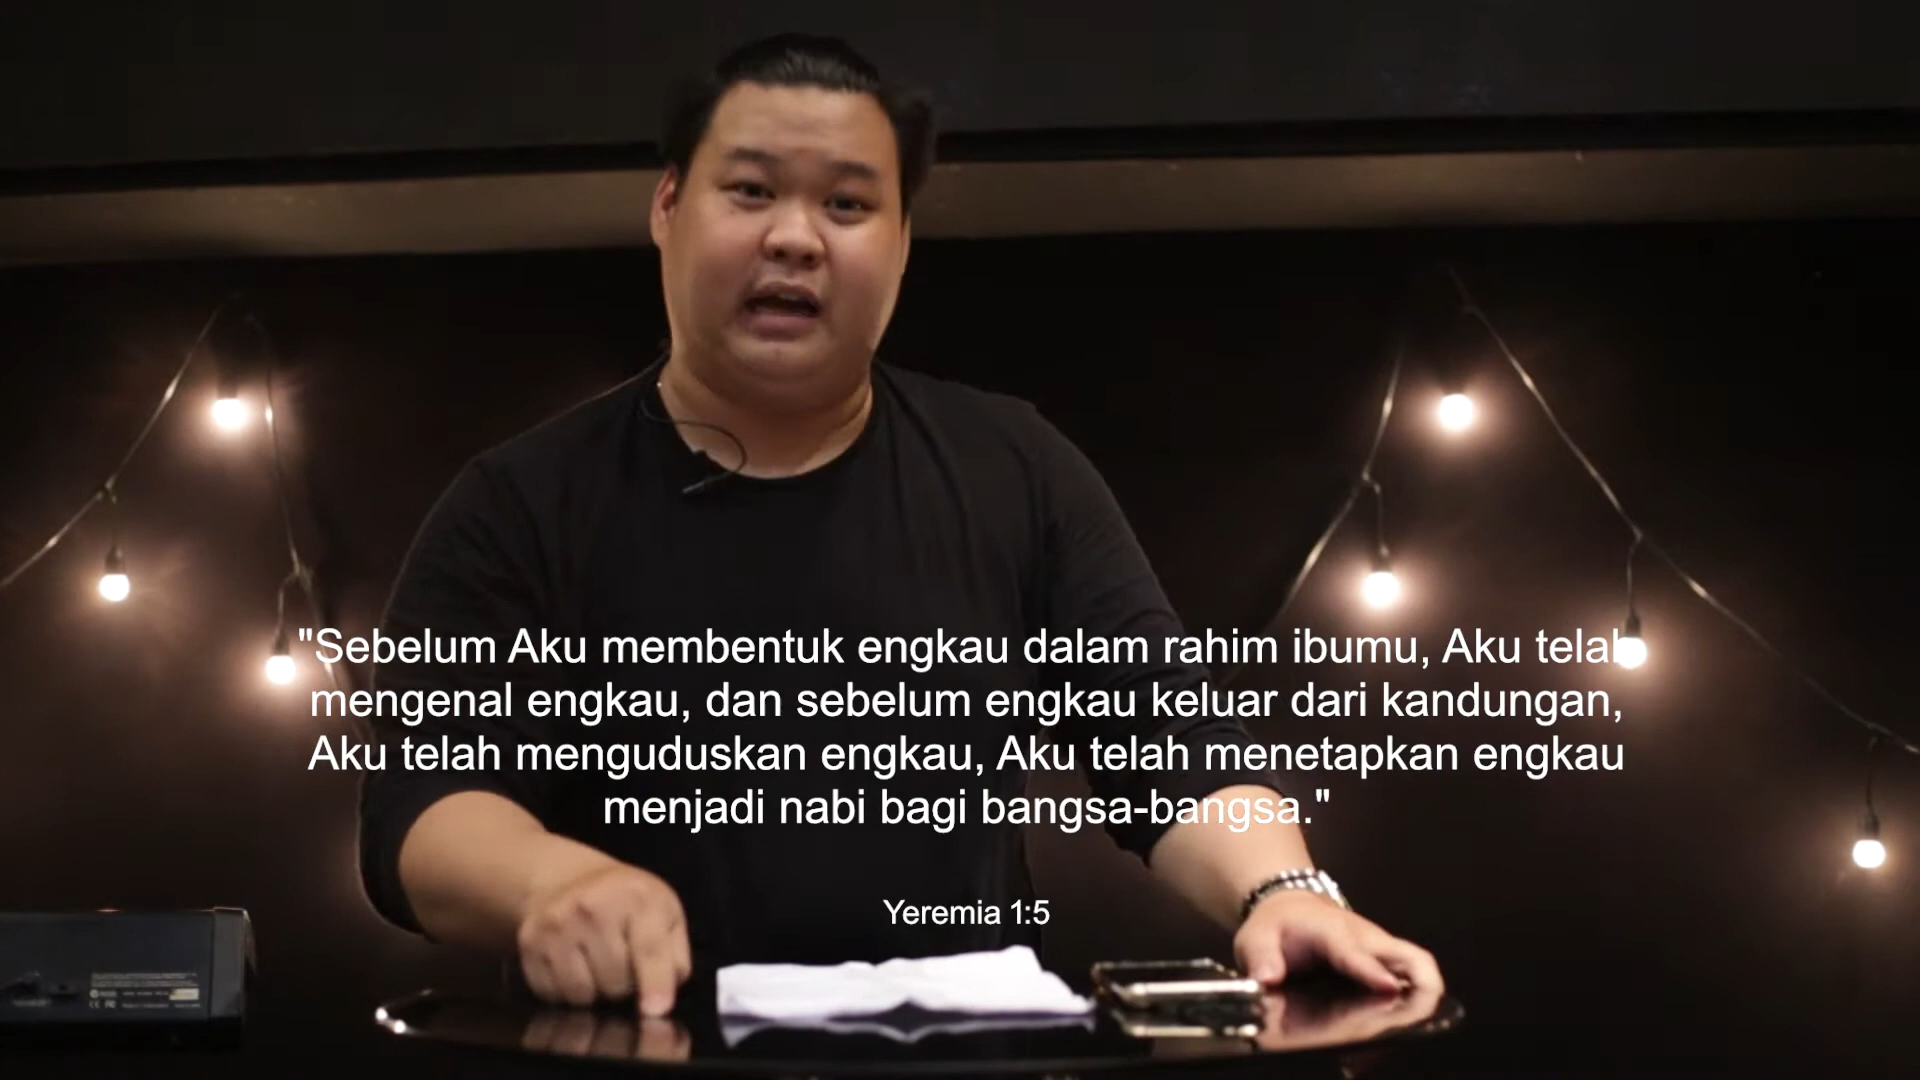 "Sebelum Aku membentuk engkau dalam rahim ibumu, Aku telah
mengenal engkau, dan sebelum engkau keluar dari kandungan,
Aku telah menguduskan engkau, Aku telah menetapkan engkau
menjadi nabi bagi bangsa-bangsa."
Yeremia 1:5